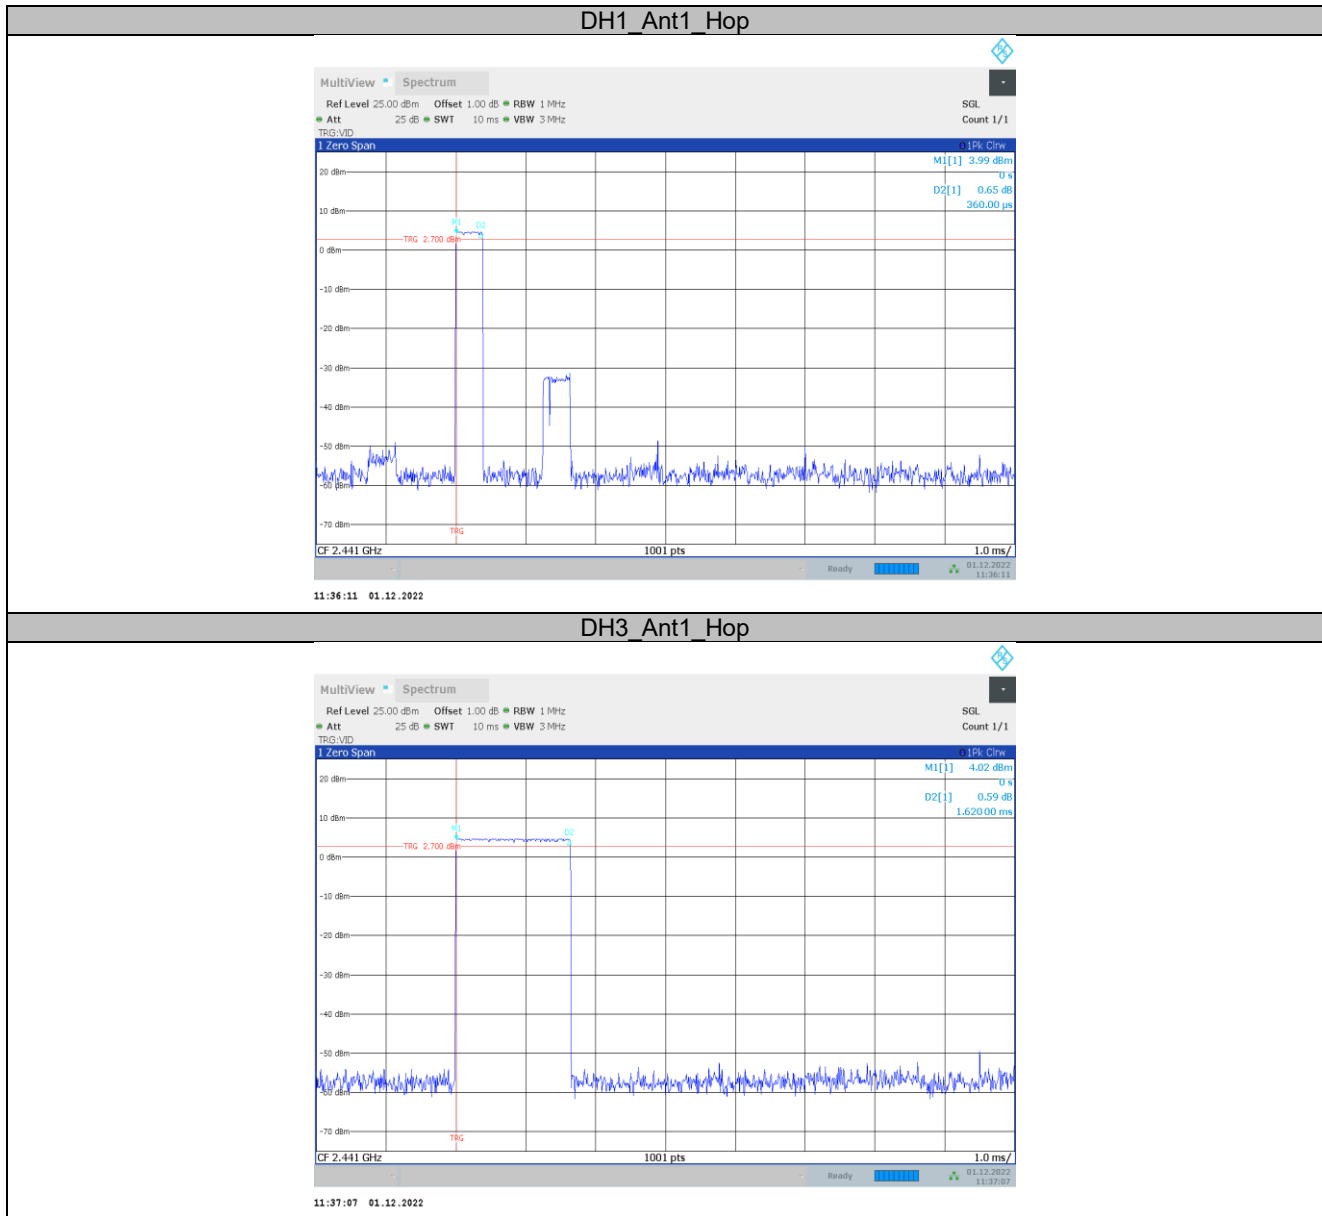 DH1_Ant1_Hop
MultiView Spectrum
Ref Level 25.00 dBm Offset 1.00 dB RBW 1 MHz SGL
Att 25 dB SWT 10 ms VBW 3 MHz Count 1/1
TRG:VID
1 Zero Span 1Pk Clrw
M1[1] 3.99 dBm
0 s
20 dBm
D2[1] 0.65 dB
360.00 µs
10 dBm
M1 D2
TRG 2.700 dBm
0 dBm
-10 dBm
-20 dBm
-30 dBm
-40 dBm
-50 dBm
-60 dBm
-70 dBm
TRG
CF 2.441 GHz 1001 pts 1.0 ms/
Ready 01.12.2022
11:36:11
11:36:11 01.12.2022
DH3_Ant1_Hop
MultiView Spectrum
Ref Level 25.00 dBm Offset 1.00 dB RBW 1 MHz SGL
Att 25 dB SWT 10 ms VBW 3 MHz Count 1/1
TRG:VID
1 Zero Span 1Pk Clrw
M1[1] 4.02 dBm
0 s
20 dBm
D2[1] 0.59 dB
1.62000 ms
10 dBm
M1 D2
TRG 2.700 dBm
0 dBm
-10 dBm
-20 dBm
-30 dBm
-40 dBm
-50 dBm
-60 dBm
-70 dBm
TRG
CF 2.441 GHz 1001 pts 1.0 ms/
Ready 01.12.2022
11:37:07
11:37:07 01.12.2022